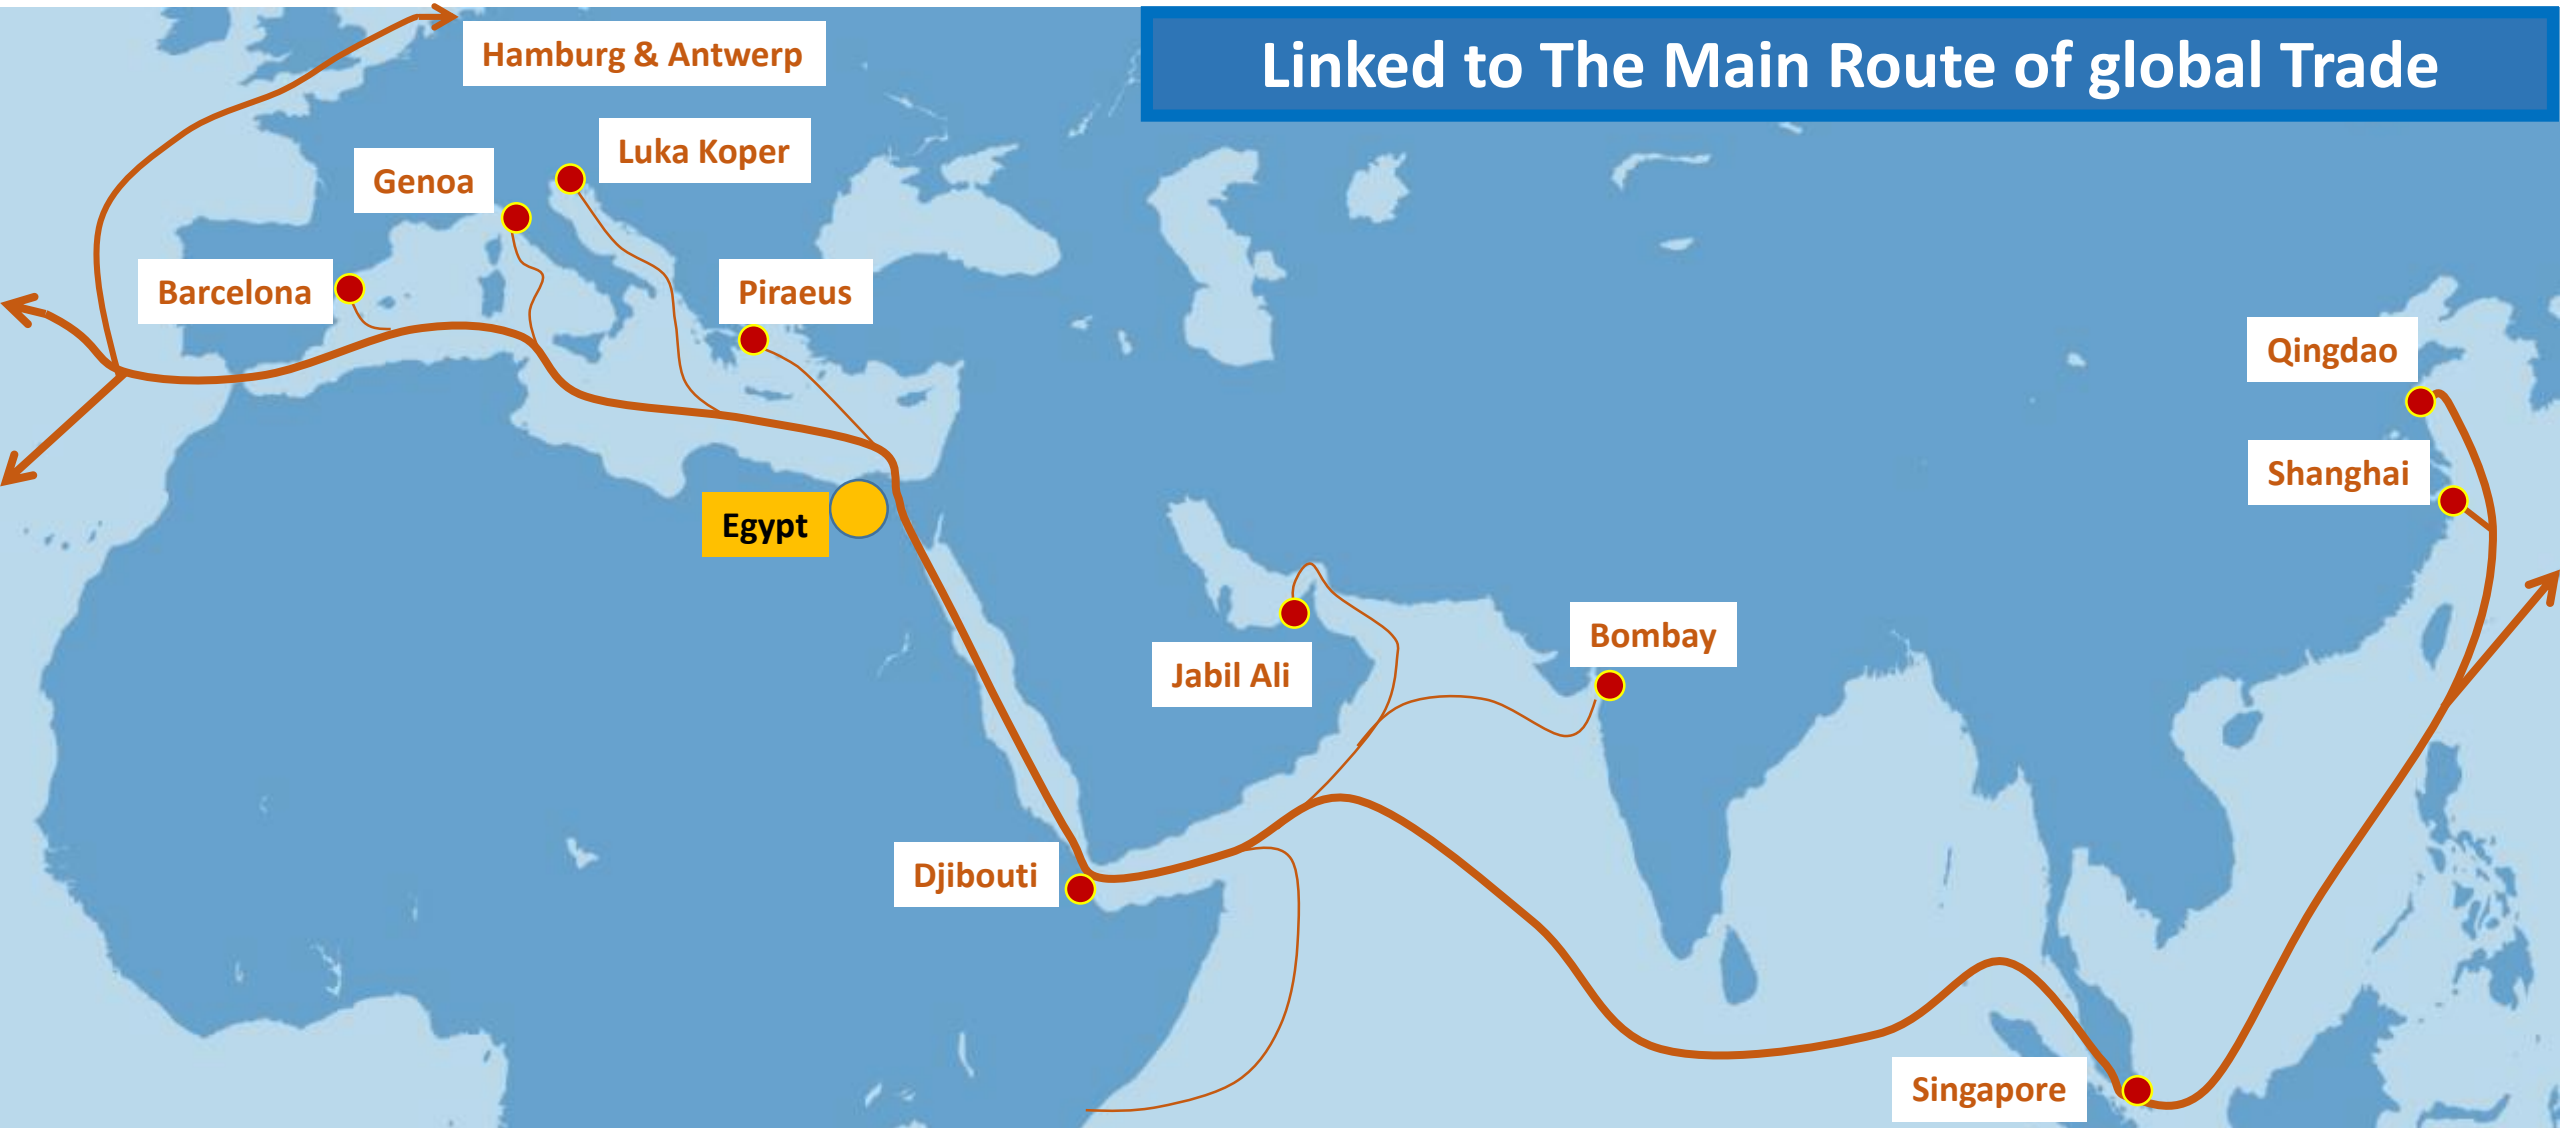 Linked to The Main Route of global Trade
Hamburg & Antwerp
Luka Koper
Genoa
Barcelona
Piraeus
Qingdao
Shanghai
Egypt
Bombay
Jabil Ali
Djibouti
Singapore